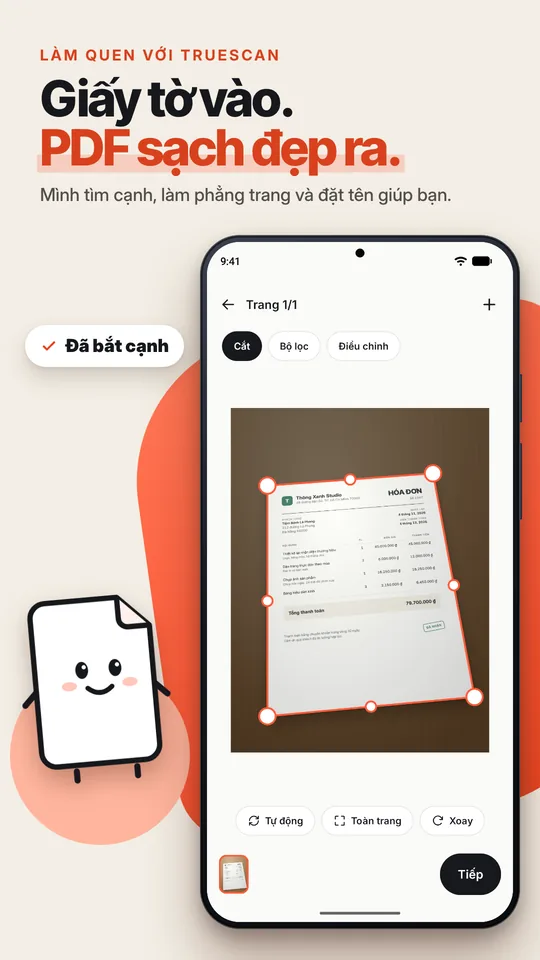 LÀM QUEN VỚI TRUESCAN
Giấy tờ vào.
PDF sạch đẹp ra.
Mình tìm cạnh, làm phẳng trang và đặt tên giúp bạn.
9:41
Trang 1/1
Đã bắt cạnh
Cắt
Bộ lọc
Điều chỉnh
Thông Xanh Studio
HÓA ĐƠN
Tổng thanh toán
79.700.000 ₫
Tự động
Toàn trang
Xoay
Tiếp